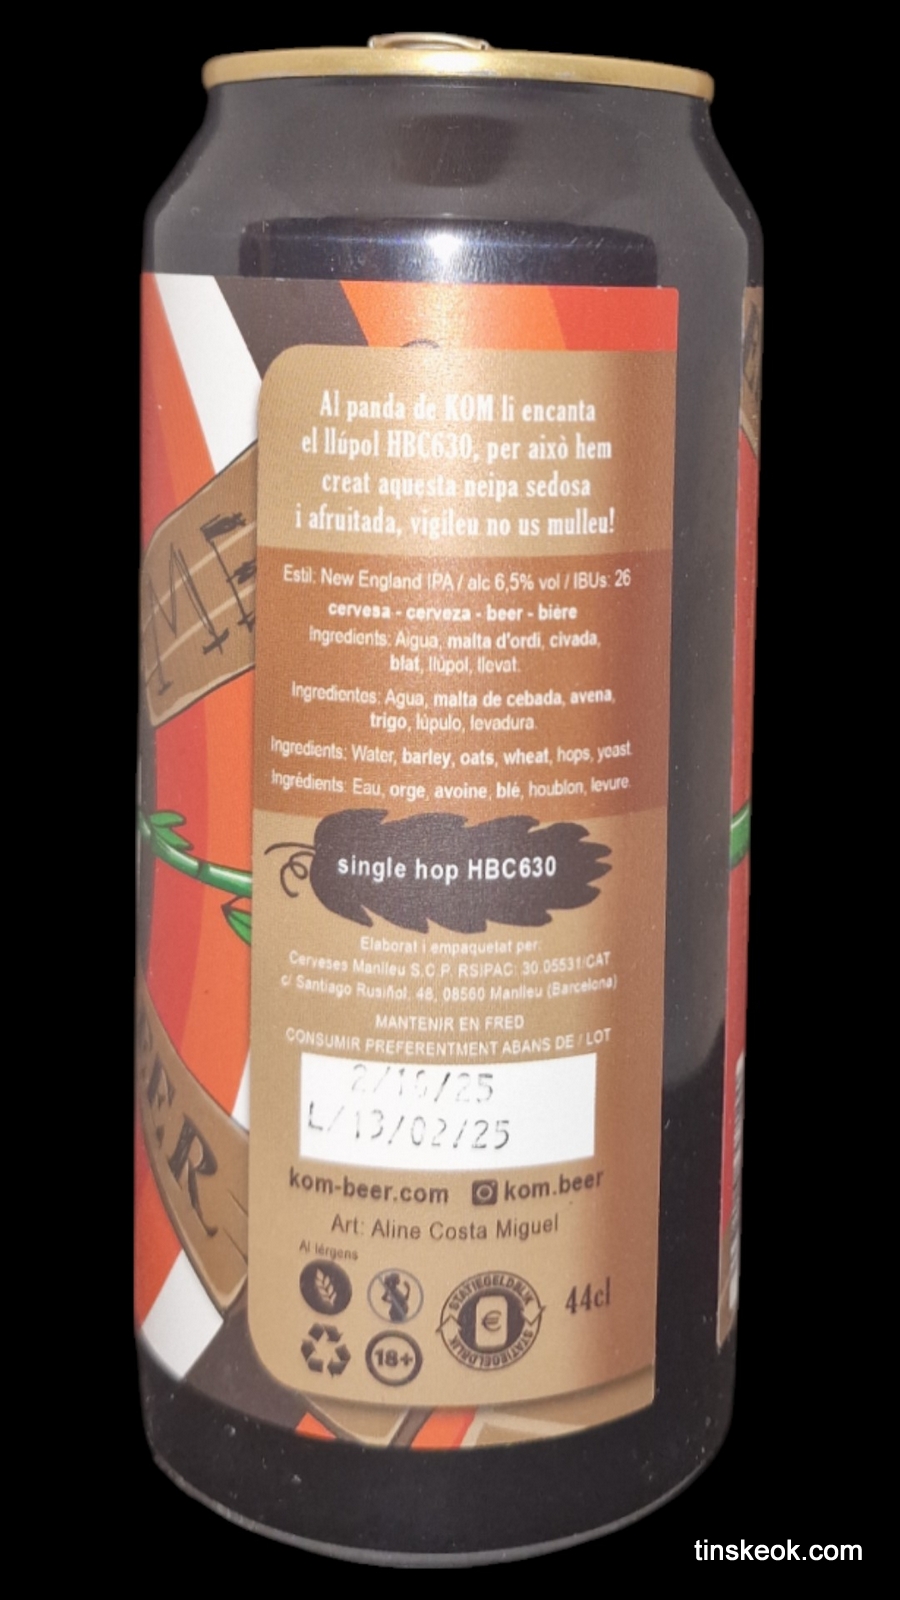 Al panda de KOM li encanta
el llúpol HBC630, per això hem
creat aquesta neipa sedosa
i afruitada, vigileu no us mulleu!
Estil: New England IPA / alc 6,5% vol / IBUs: 26
cervesa - cerveza - beer - bière
Ingredients: Aigua, malta d'ordi, civada,
blat, llúpol, llevat.
Ingredientes: Agua, malta de cebada, avena,
trigo, lúpulo, levadura.
Ingredients: Water, barley, oats, wheat, hops, yeast.
Ingrédients: Eau, orge, avoine, blé, houblon, levure.
single hop HBC630
Elaborat i empaquetat per:
Cerveses Manlleu S.C.P. RSIPAC: 30.05531/CAT
c/ Santiago Rusiñol, 48, 08560 Manlleu (Barcelona)
MANTENIR EN FRED
CONSUMIR PREFERENTMENT ABANS DE / LOT
L/13/02/25
kom-beer.com kom.beer
Art: Aline Costa Miguel
Al·lèrgens
18+
STATIEGELDBLIK
€
STATIEGELDBLIK
44cl
tinskeok.com